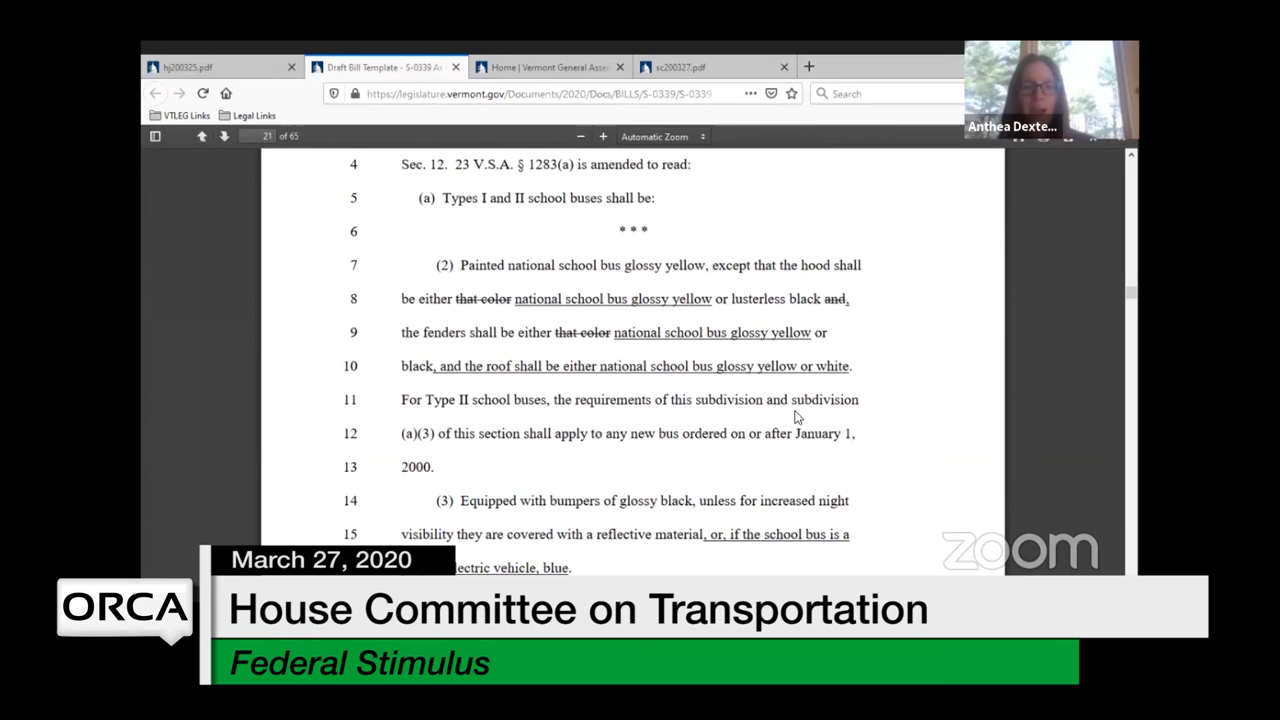 hj200325.pdf
Draft Bill Template - S-0339 As
Home | Vermont General Asse
sc200327.pdf
https://legislature.vermont.gov/Documents/2020/Docs/BILLS/S-0339/S-0339
Search
VTLEG Links
Legal Links
21 of 65
Automatic Zoom
Anthea Dexte...
4 Sec. 12. 23 V.S.A. § 1283(a) is amended to read:
5 (a) Types I and II school buses shall be:
6 * * *
7 (2) Painted national school bus glossy yellow, except that the hood shall
8 be either that color national school bus glossy yellow or lusterless black and,
9 the fenders shall be either that color national school bus glossy yellow or
10 black, and the roof shall be either national school bus glossy yellow or white.
11 For Type II school buses, the requirements of this subdivision and subdivision
12 (a)(3) of this section shall apply to any new bus ordered on or after January 1,
13 2000.
14 (3) Equipped with bumpers of glossy black, unless for increased night
15 visibility they are covered with a reflective material, or, if the school bus is a
vehicle, blue.
zoom
March 27, 2020
ORCA
House Committee on Transportation
Federal Stimulus